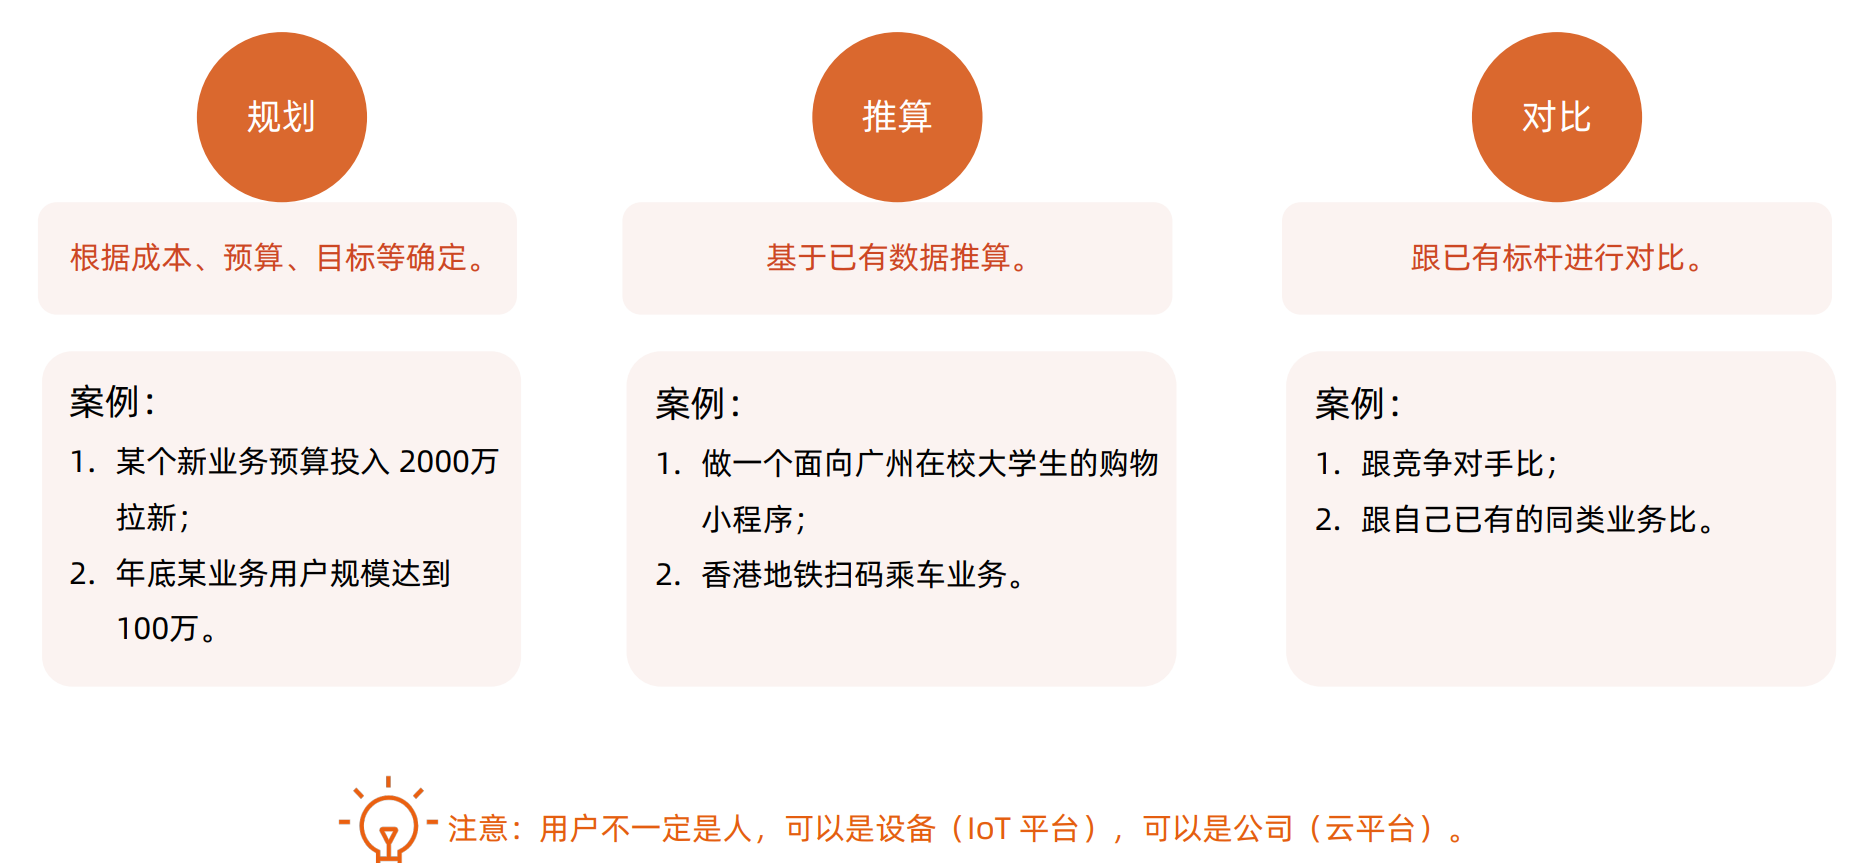 规划
根据成本、预算、目标等确定。
案例：
1. 某个新业务预算投入 2000万
拉新；
2. 年底某业务用户规模达到
100万。
推算
基于已有数据推算。
案例：
1. 做一个面向广州在校大学生的购物
小程序；
2. 香港地铁扫码乘车业务。
对比
跟已有标杆进行对比。
案例：
1. 跟竞争对手比；
2. 跟自己已有的同类业务比。
注意：用户不一定是人，可以是设备（IoT 平台），可以是公司（云平台）。